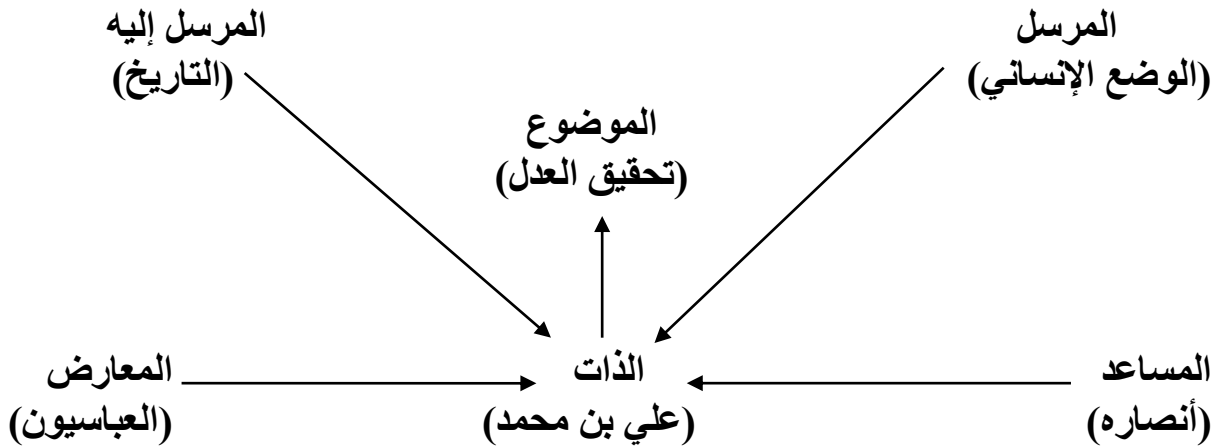 المرسل
(الوضع الإنساني)
المرسل إليه
(التاريخ)
الموضوع
(تحقيق العدل)
المساعد
(أنصاره)
الذات
(علي بن محمد)
المعارض
(العباسيون)